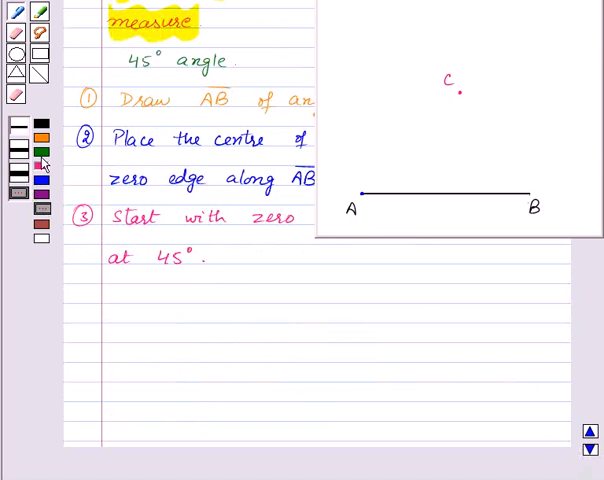 measure
45° angle.
① Draw AB of an
② Place the centre of
zero edge along AB
③ Start with zero
at 45°.
C
A B